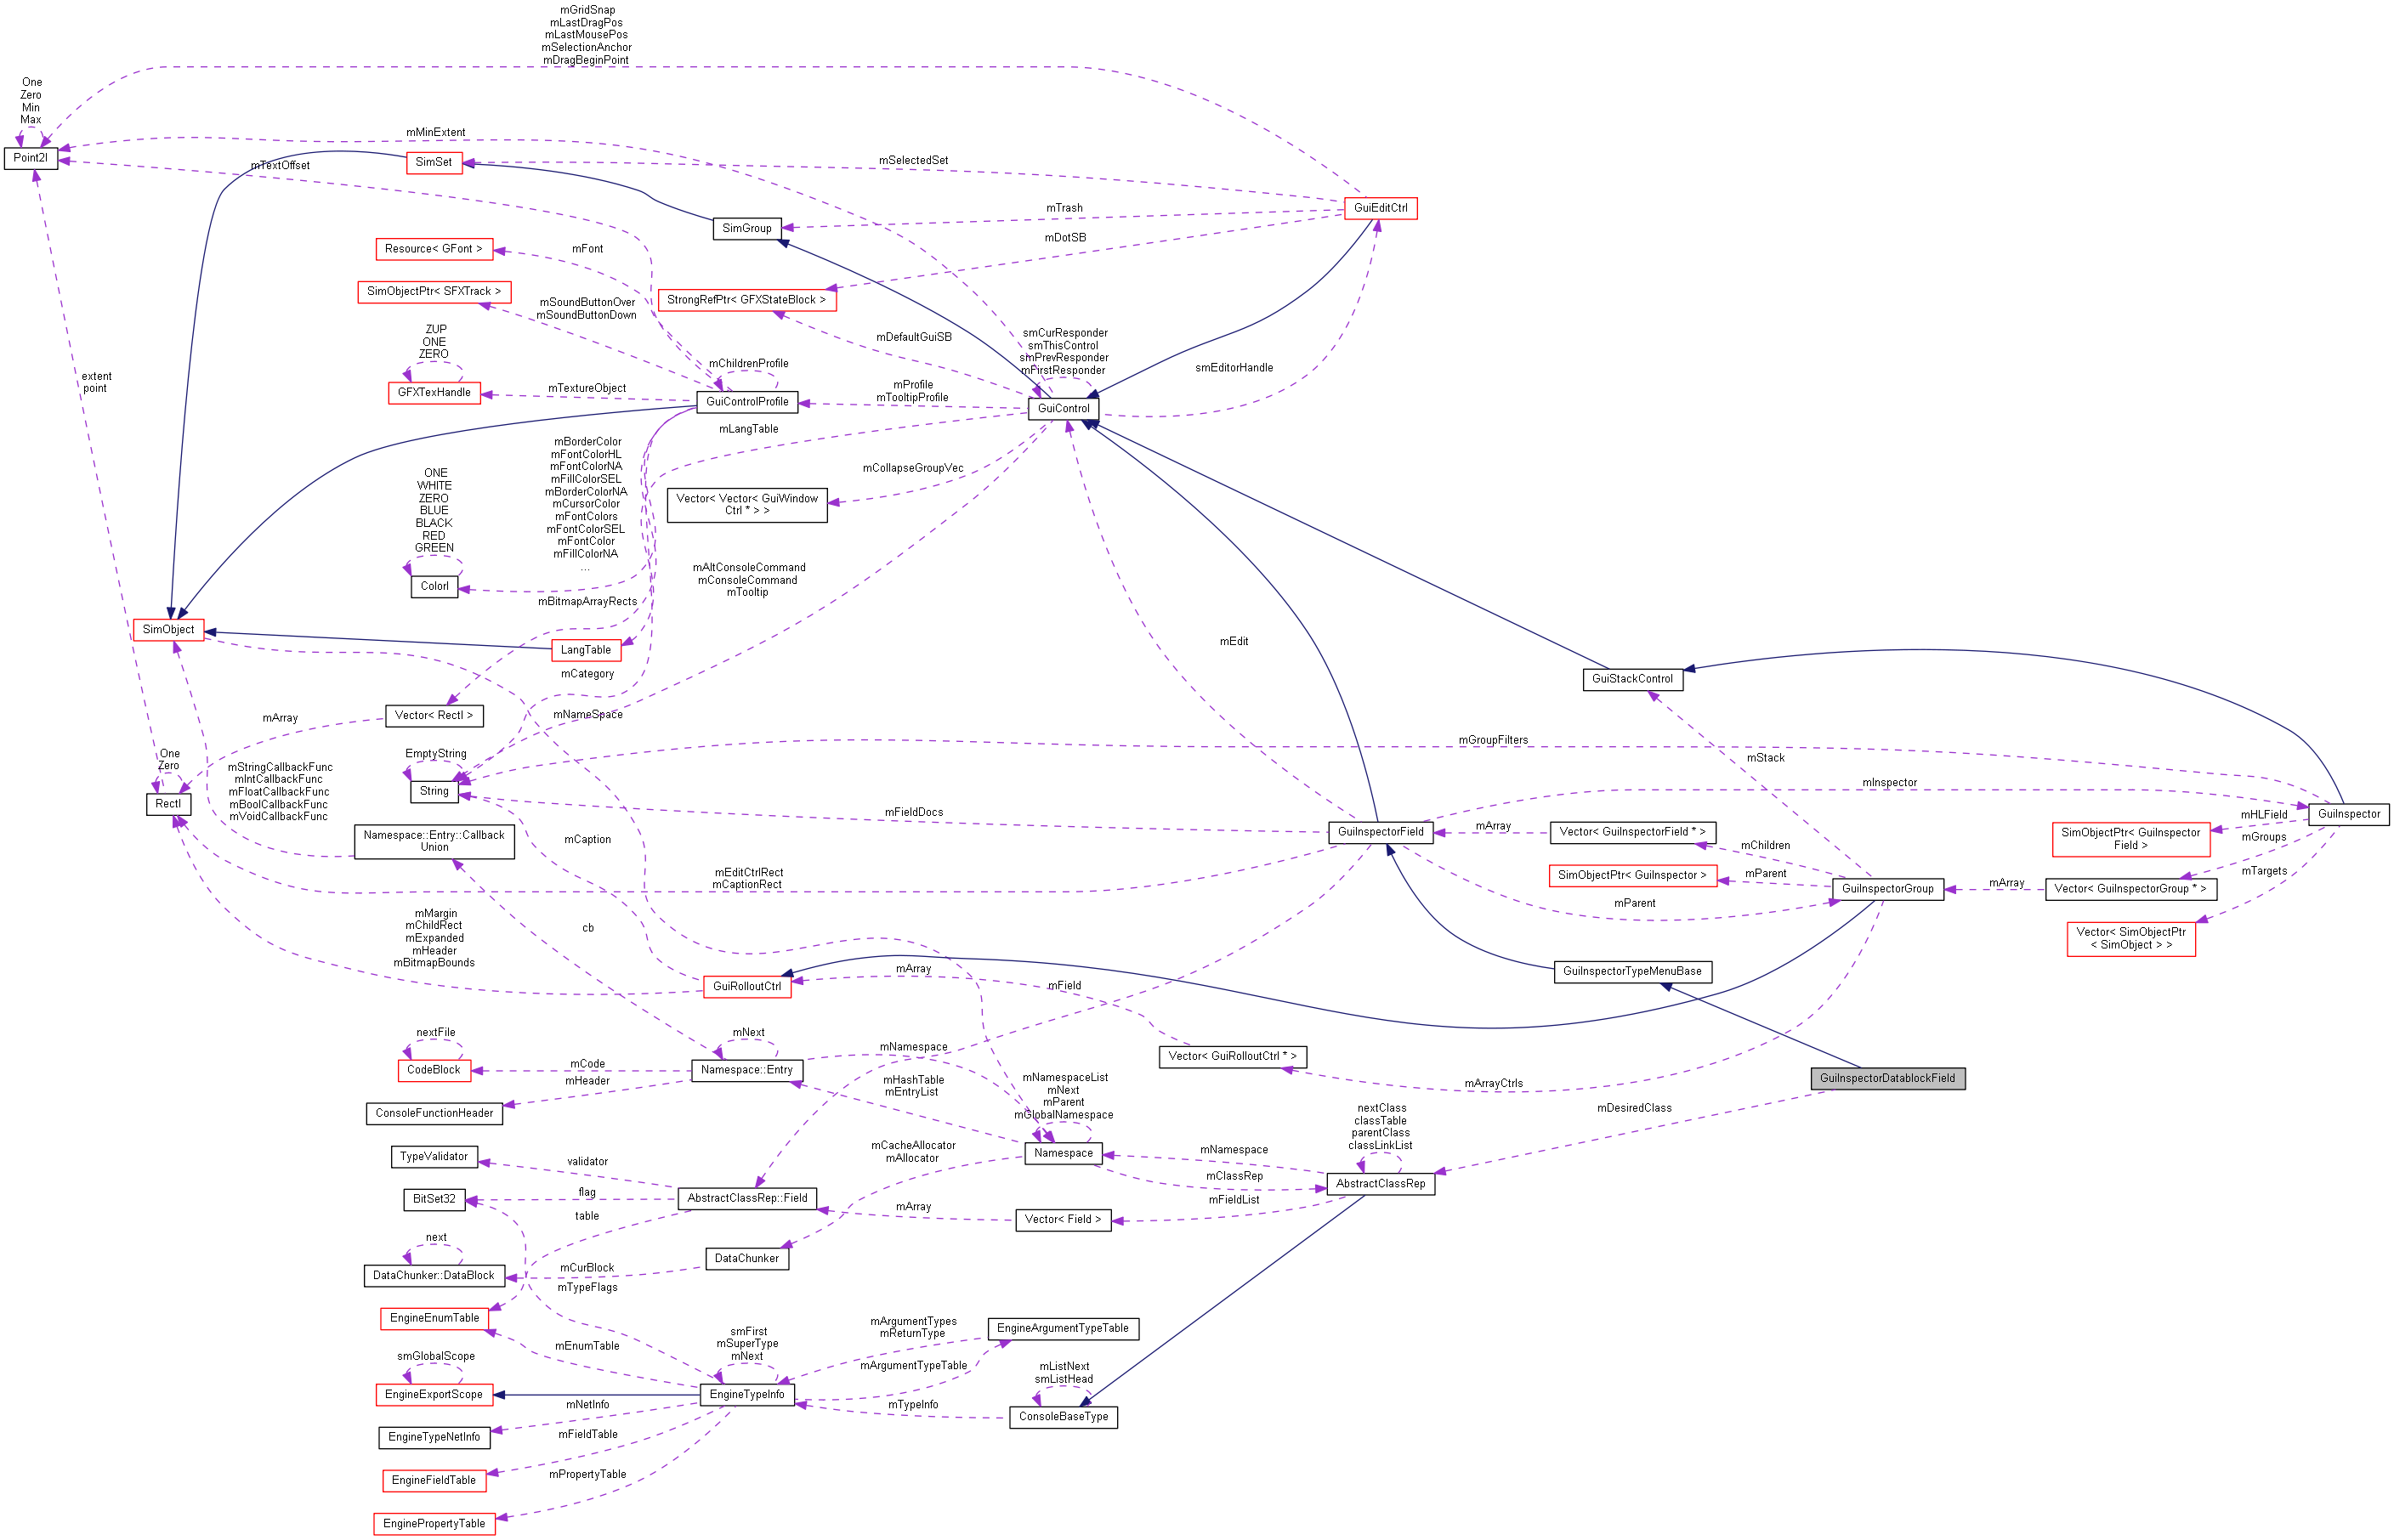 mGridSnap
mLastDragPos
mLastMousePos
mSelectionAnchor
mDragBeginPoint
One
Zero
Min
Max
Point2I
mMinExtent
mTextOffset
SimSet
mSelectedSet
GuiEditCtrl
mTrash
SimGroup
mDotSB
Resource< GFont >
mFont
SimObjectPtr< SFXTrack >
mSoundButtonOver
mSoundButtonDown
StrongRefPtr< GFXStateBlock >
mDefaultGuiSB
smCurResponder
smThisControl
smPrevResponder
mFirstResponder
smEditorHandle
ZUP
ONE
ZERO
GFXTexHandle
mTextureObject
mChildrenProfile
GuiControlProfile
mProfile
mTooltipProfile
GuiControl
extent
point
mLangTable
mCollapseGroupVec
Vector< Vector< GuiWindow
Ctrl * > >
mBorderColor
mFontColorHL
mFontColorNA
mFillColorSEL
mBorderColorNA
mCursorColor
mFontColors
mFontColorSEL
mFontColor
mFillColorNA
...
ONE
WHITE
ZERO
BLUE
BLACK
RED
GREEN
ColorI
mAltConsoleCommand
mConsoleCommand
mTooltip
mBitmapArrayRects
SimObject
LangTable
mCategory
mEdit
GuiStackControl
Vector< RectI >
mArray
mNameSpace
mGroupFilters
mStack
One
Zero
RectI
EmptyString
String
mStringCallbackFunc
mIntCallbackFunc
mFloatCallbackFunc
mBoolCallbackFunc
mVoidCallbackFunc
Namespace::Entry::Callback
Union
mCaption
mFieldDocs
mInspector
GuiInspector
GuiInspectorField
mArray
Vector< GuiInspectorField * >
SimObjectPtr< GuiInspector
Field >
mHLField
mGroups
mTargets
mChildren
SimObjectPtr< GuiInspector >
mParent
mParent
GuiInspectorGroup
mArray
Vector< GuiInspectorGroup * >
Vector< SimObjectPtr
< SimObject > >
mEditCtrlRect
mCaptionRect
mMargin
mChildRect
mExpanded
mHeader
mBitmapBounds
cb
GuiRolloutCtrl
mArray
mField
GuiInspectorTypeMenuBase
nextFile
CodeBlock
mCode
mHeader
mNext
Namespace::Entry
mNamespace
Vector< GuiRolloutCtrl * >
mArrayCtrls
GuiInspectorDatablockField
ConsoleFunctionHeader
mHashTable
mEntryList
mNamespaceList
mNext
mParent
mGlobalNamespace
Namespace
mDesiredClass
nextClass
classTable
parentClass
classLinkList
AbstractClassRep
mNamespace
mClassRep
mFieldList
TypeValidator
validator
BitSet32
flag
AbstractClassRep::Field
mCacheAllocator
mAllocator
mArray
Vector< Field >
table
next
DataChunker::DataBlock
mCurBlock
DataChunker
mTypeFlags
EngineEnumTable
mEnumTable
smFirst
mSuperType
mNext
EngineTypeInfo
mArgumentTypes
mReturnType
EngineArgumentTypeTable
mArgumentTypeTable
smGlobalScope
EngineExportScope
mListNext
smListHead
ConsoleBaseType
mTypeInfo
mNetInfo
EngineTypeNetInfo
mFieldTable
EngineFieldTable
mPropertyTable
EnginePropertyTable